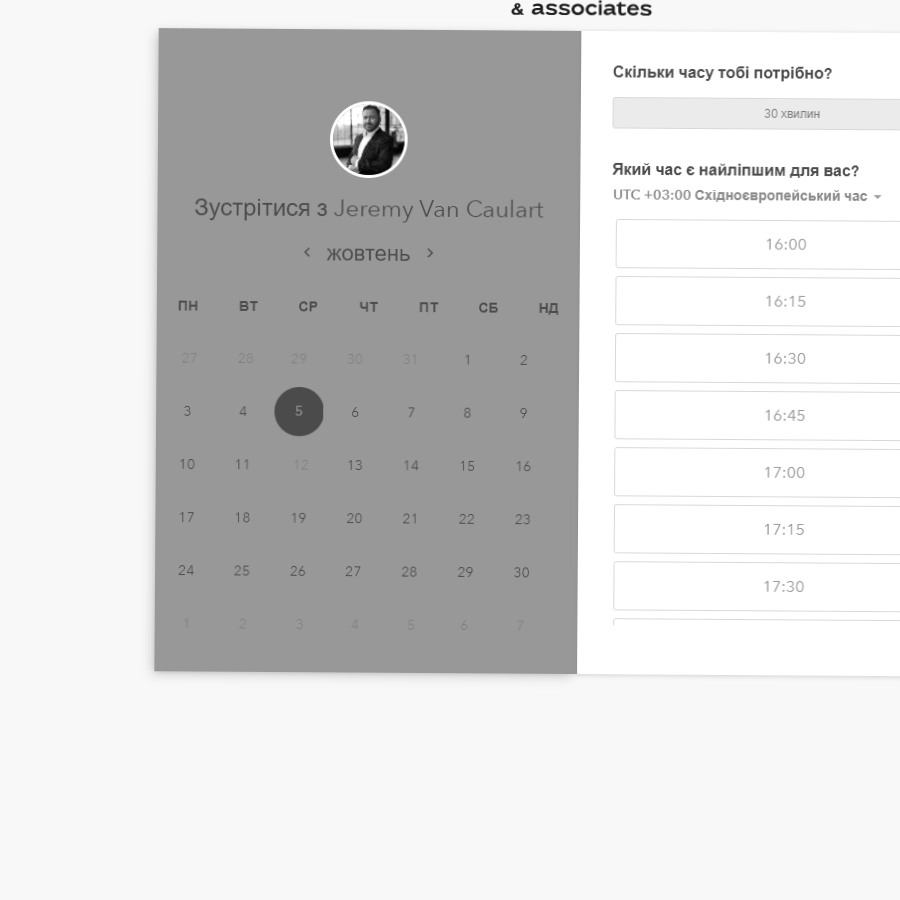 & associates
Зустрітися з Jeremy Van Caulart
жовтень
ПН ВТ СР ЧТ ПТ СБ НД
27 28 29 30 31 1 2
3 4 5 6 7 8 9
10 11 12 13 14 15 16
17 18 19 20 21 22 23
24 25 26 27 28 29 30
1 2 3 4 5 6 7
Скільки часу тобі потрібно?
30 хвилин
Який час є найліпшим для вас?
UTC +03:00 Східноєвропейський час
16:00
16:15
16:30
16:45
17:00
17:15
17:30